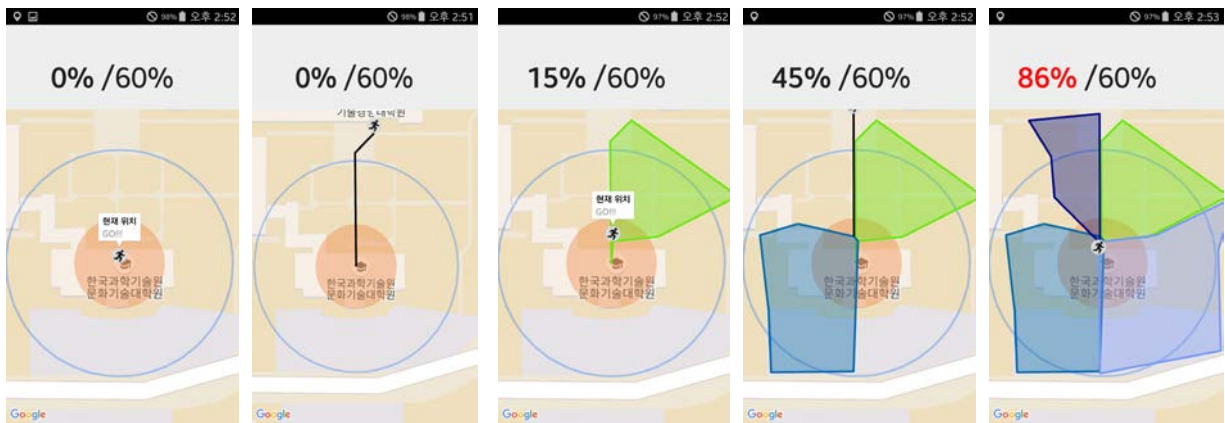 98% 오후 2:52
0% /60%
현재 위치
GO!!!
한국과학기술원
문화기술대학원
Google
98% 오후 2:51
0% /60%
한국과학기술원
문화기술대학원
Google
97% 오후 2:52
15% /60%
현재 위치
GO!!!
한국과학기술원
문화기술대학원
Google
97% 오후 2:52
45% /60%
한국과학기술원
문화기술대학원
Google
97% 오후 2:53
86% /60%
한국과학기술원
문화기술대학원
Google